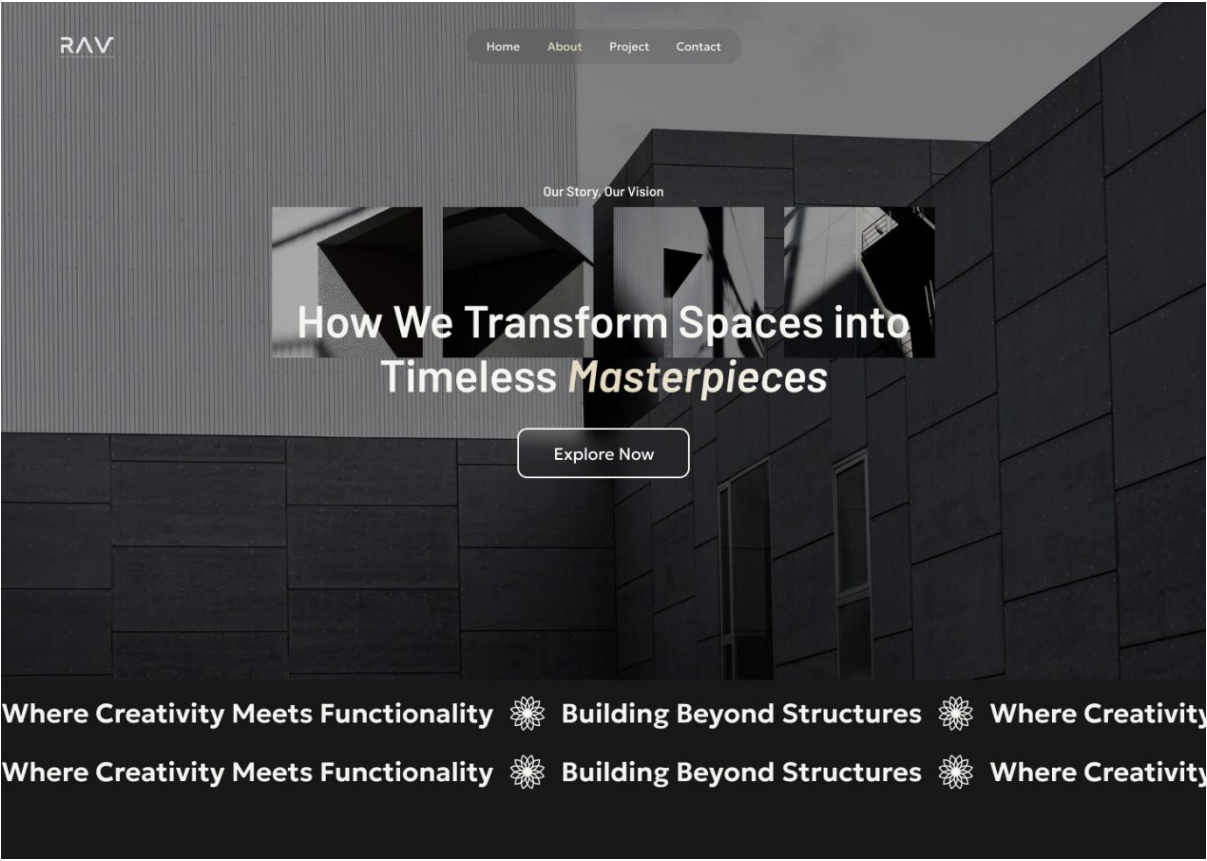 RAV
Home About Project Contact
Our Story, Our Vision
How We Transform Spaces into
Timeless Masterpieces
Explore Now
Where Creativity Meets Functionality Building Beyond Structures Where Creativity
Where Creativity Meets Functionality Building Beyond Structures Where Creativity